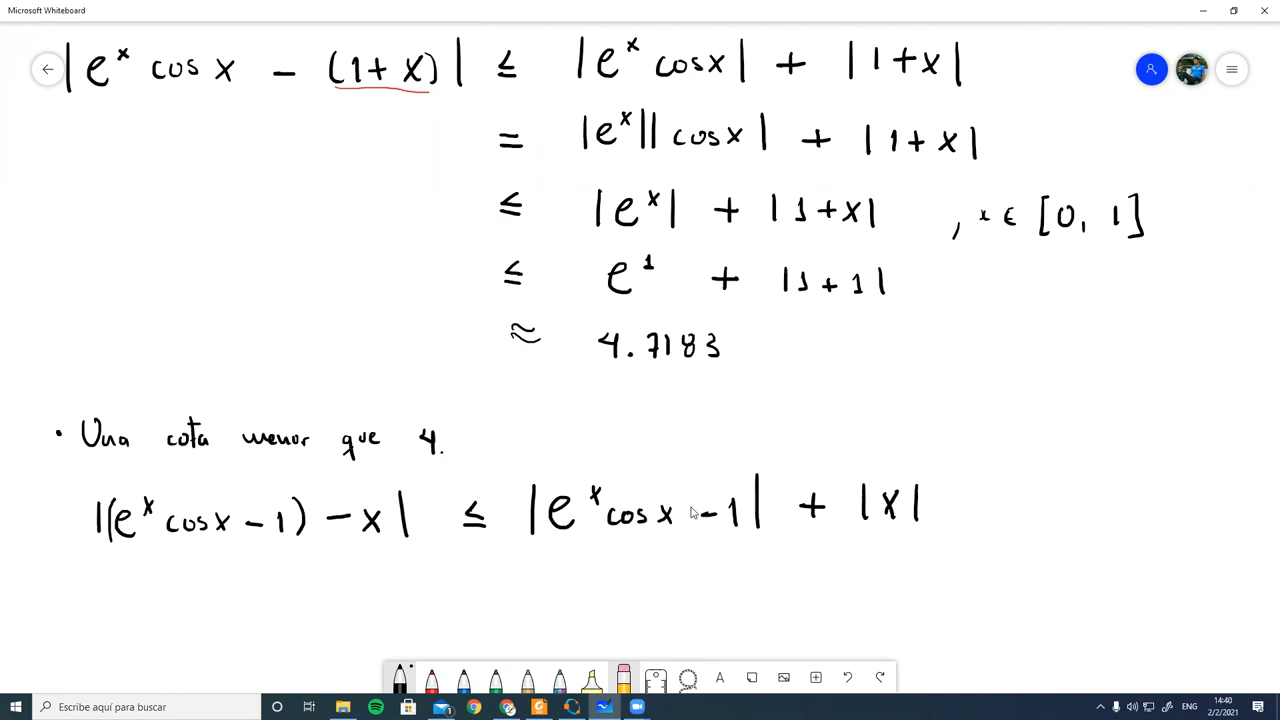 Microsoft Whiteboard
|e^x cos x - (1+x)| ≤ |e^x cos x| + |1+x|
= |e^x||cos x| + |1+x|
≤ |e^x| + |1+x| , x ∈ [0, 1]
≤ e^1 + |1+1|
≈ 4.7183
• Una cota menor que 4.
|(e^x cos x - 1) - x| ≤ |e^x cos x - 1| + |x|
Escribe aquí para buscar
14:40
2/2/2021